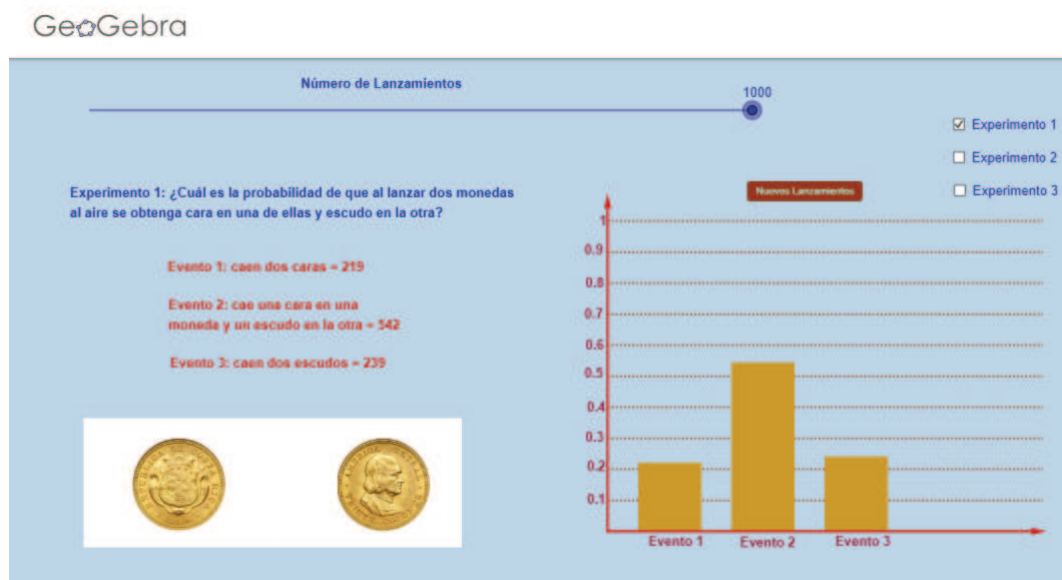 GeoGebra
Número de Lanzamientos
1000
Experimento 1
Experimento 2
Experimento 3
Experimento 1: ¿Cuál es la probabilidad de que al lanzar dos monedas
al aire se obtenga cara en una de ellas y escudo en la otra?
Evento 1: caen dos caras = 219
Evento 2: cae una cara en una
moneda y un escudo en la otra = 542
Evento 3: caen dos escudos = 239
Nuevos Lanzamientos
1
0.9
0.8
0.7
0.6
0.5
0.4
0.3
0.2
0.1
Evento 1 Evento 2 Evento 3